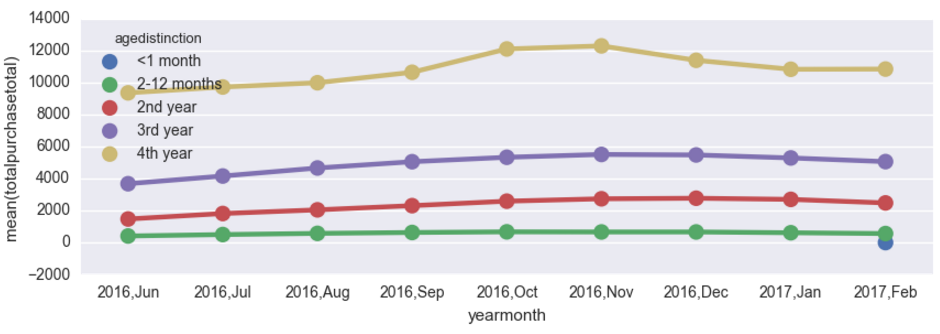 14000
12000
10000
8000
6000
4000
2000
0
−2000
mean(totalpurchasetotal)
agedistinction
<1 month
2-12 months
2nd year
3rd year
4th year
2016,Jun 2016,Jul 2016,Aug 2016,Sep 2016,Oct 2016,Nov 2016,Dec 2017,Jan 2017,Feb
yearmonth